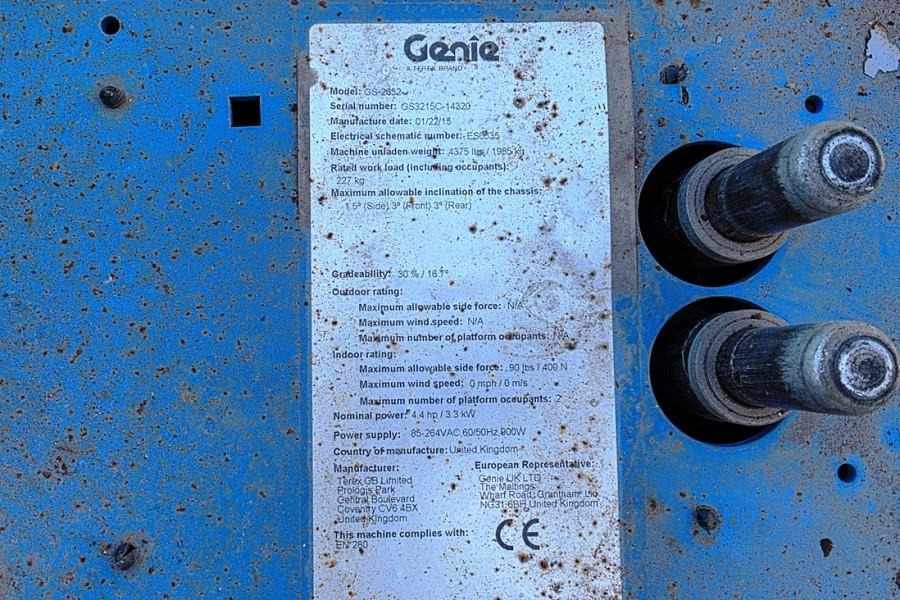 Genie
A TEREX BRAND
Model: GS-2632
Serial number: GS3215C-14320
Manufacture date: 01/22/15
Electrical schematic number: ES0535
Machine unladen weight: 4375 lbs / 1985 kg
Rated work load (including occupants):
227 kg
Maximum allowable inclination of the chassis:
1.5° (Side) 3° (Front) 3° (Rear)
Gradeability: 30 % / 16.7°
Outdoor rating:
Maximum allowable side force: N/A
Maximum wind speed: N/A
Maximum number of platform occupants: N/A
Indoor rating:
Maximum allowable side force: 90 lbs / 400 N
Maximum wind speed: 0 mph / 0 m/s
Maximum number of platform occupants: 2
Nominal power: 4.4 hp / 3.3 kW
Power supply: 85-264VAC,60/50Hz,900W
Country of manufacture: United Kingdom
Manufacturer:
Terex GB Limited
Prologis Park
Central Boulevard
Coventry CV6 4BX
United Kingdom
European Representative:
Genie UK LTD
The Maltings
Wharf Road, Grantham
NG31 6BH United Kingdom
This machine complies with:
EN 280
CE